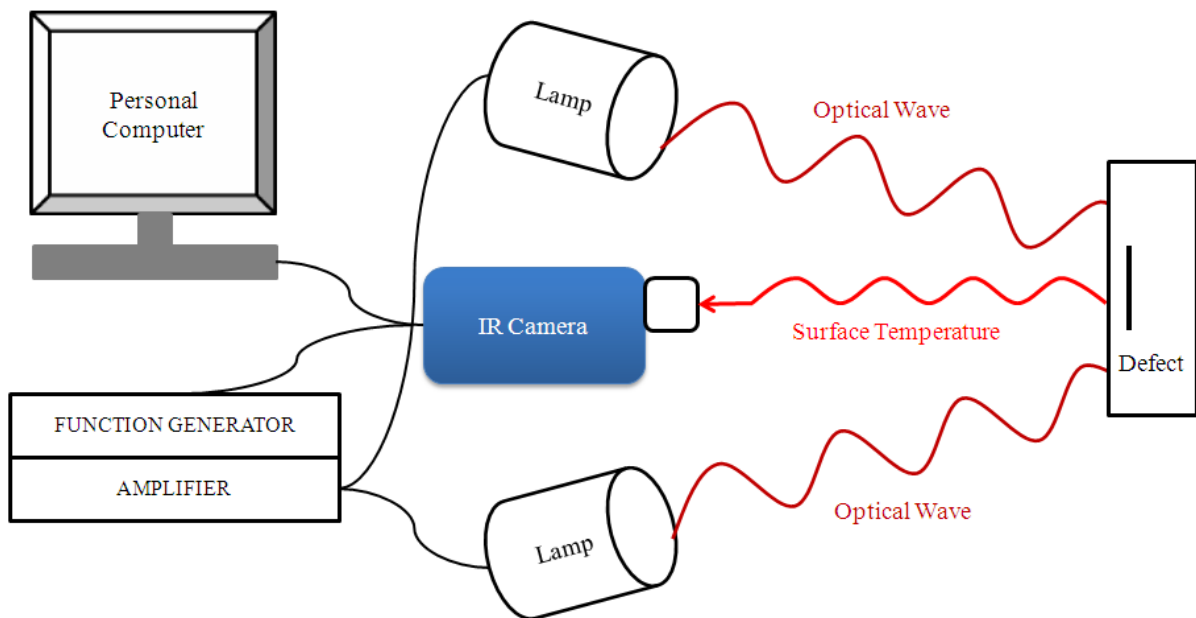 Personal
Computer
Lamp
Optical Wave
IR Camera
Surface Temperature
Defect
FUNCTION GENERATOR
AMPLIFIER
Lamp
Optical Wave